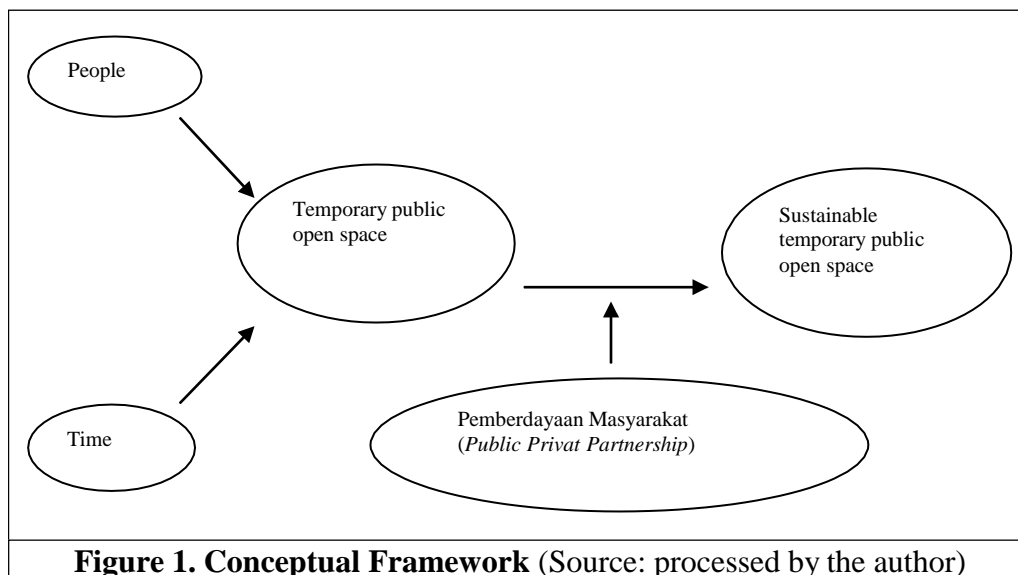 People
Temporary public
open space
Sustainable
temporary public
open space
Time
Pemberdayaan Masyarakat
(Public Privat Partnership)
Figure 1. Conceptual Framework (Source: processed by the author)